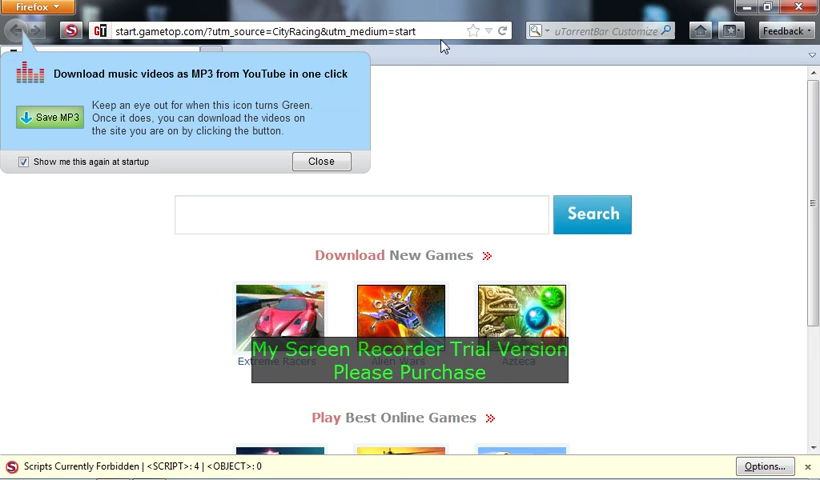 Firefox
GT start.gametop.com/?utm_source=CityRacing&utm_medium=start
uTorrentBar Customize
Feedback
Download music videos as MP3 from YouTube in one click
Save MP3
Keep an eye out for when this icon turns Green.
Once it does, you can download the videos on
the site you are on by clicking the button.
Show me this again at startup
Close
Search
Download New Games »
Extreme Racers
Alien Wars
Azteca
My Screen Recorder Trial Version
Please Purchase
Play Best Online Games »
Scripts Currently Forbidden | <SCRIPT>: 4 | <OBJECT>: 0
Options...